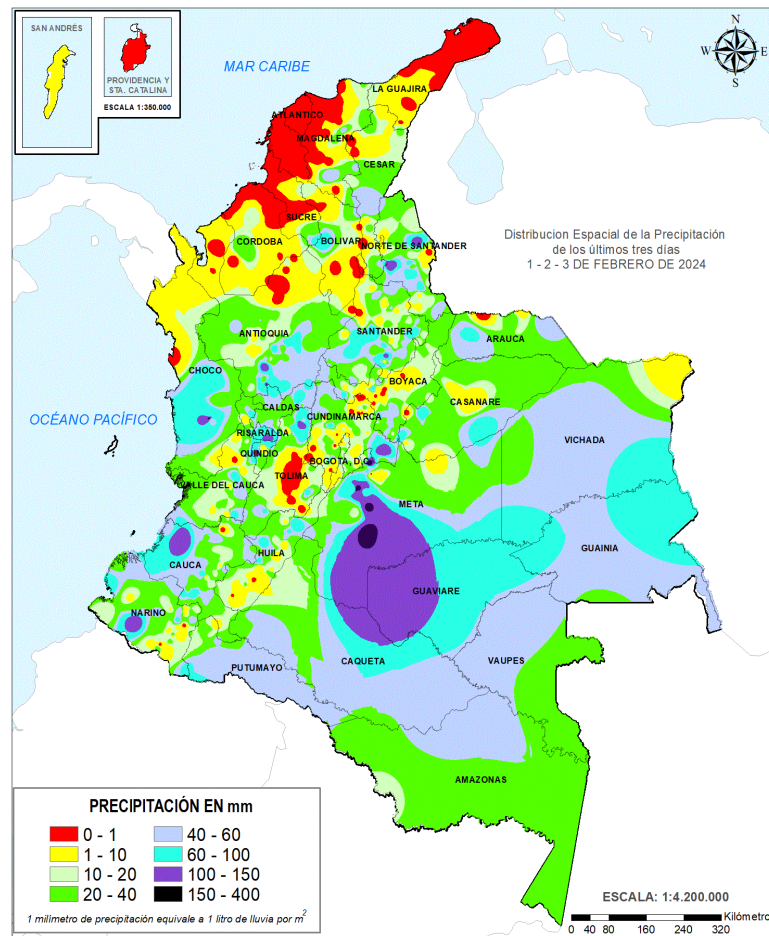 SAN ANDRÉS
PROVIDENCIA Y
STA. CATALINA
ESCALA 1:350.000
MAR CARIBE
N
W
E
S
LA GUAJIRA
ATLANTICO
MAGDALENA
CESAR
SUCRE
CORDOBA
BOLIVAR
NORTE DE SANTANDER
Distribucion Espacial de la Precipitación
de los últimos tres días
1 - 2 - 3 DE FEBRERO DE 2024
ANTIOQUIA
SANTANDER
ARAUCA
CHOCO
BOYACA
CASANARE
CALDAS
CUNDINAMARCA
OCÉANO PACÍFICO
RISARALDA
VICHADA
QUINDIO
BOGOTA, D.C.
TOLIMA
VALLE DEL CAUCA
META
GUAINIA
HUILA
CAUCA
GUAVIARE
NARINO
CAQUETA
VAUPES
PUTUMAYO
AMAZONAS
PRECIPITACIÓN EN mm
0 - 1
40 - 60
1 - 10
60 - 100
10 - 20
100 - 150
20 - 40
150 - 400
1 milimetro de precipitación equivale a 1 litro de lluvia por m2
ESCALA: 1:4.200.000
Kilómetro
0 40 80 160 240 320